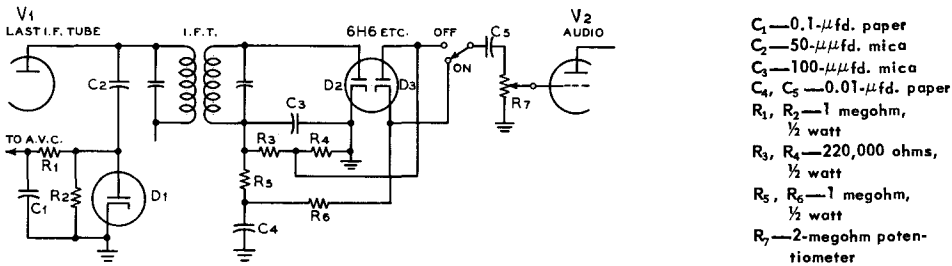 V1
LAST I.F. TUBE
I.F.T.
6H6 ETC.
OFF
ON
C5
V2
AUDIO
C2
C3
D2
D3
R7
TO A.V.C.
R1
R2
D1
C1
R3
R4
R5
R6
C4
C₁—0.1-μfd. paper
C₂—50-μμfd. mica
C₃—100-μμfd. mica
C₄, C₅—0.01-μfd. paper
R₁, R₂—1 megohm,
½ watt
R₃, R₄—220,000 ohms,
½ watt
R₅, R₆—1 megohm,
½ watt
R₇—2-megohm poten-
tiometer